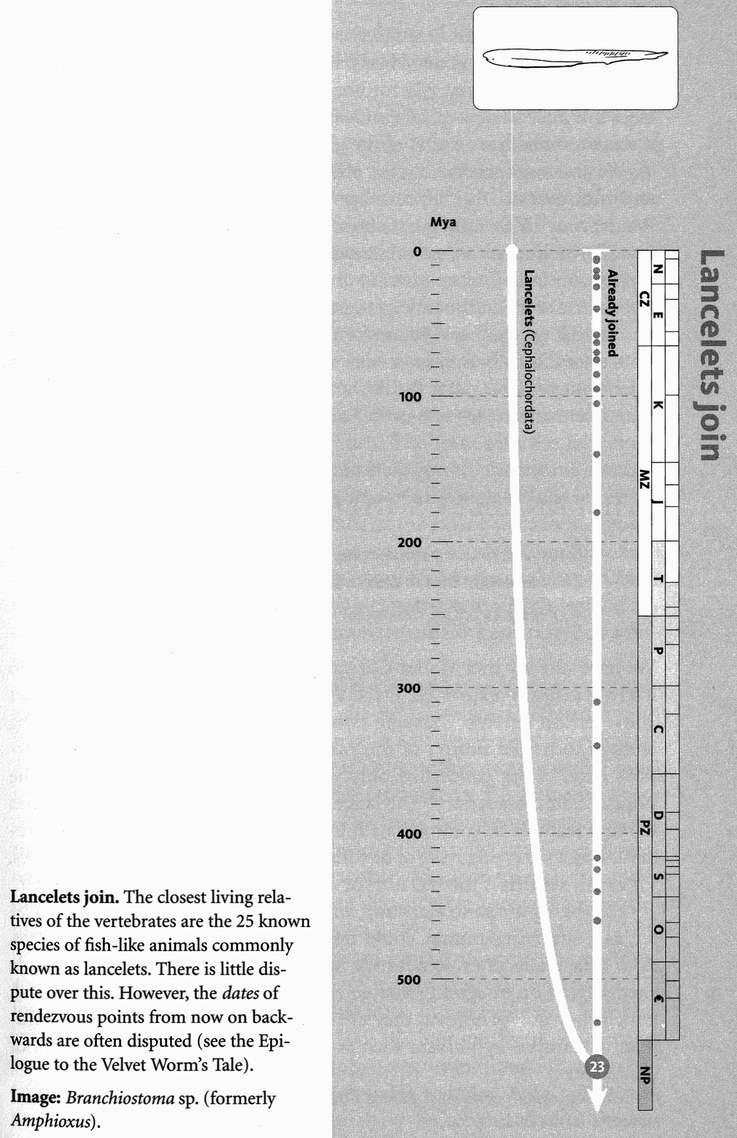 Mya
0
100
200
300
400
500
Lancelets (Cephalochordata)
Already joined
23
CZ
MZ
PZ
NP
N
E
K
J
T
P
C
D
S
O
Є
Lancelets join
Lancelets join. The closest living rela-
tives of the vertebrates are the 25 known
species of fish-like animals commonly
known as lancelets. There is little dis-
pute over this. However, the dates of
rendezvous points from now on back-
wards are often disputed (see the Epi-
logue to the Velvet Worm’s Tale).
Image: Branchiostoma sp. (formerly
Amphioxus).